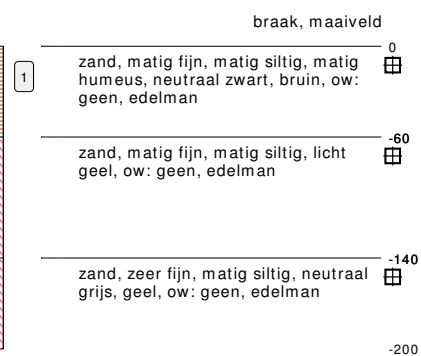 braak, maaiveld
0
1
zand, matig fijn, matig siltig, matig
humeus, neutraal zwart, bruin, ow:
geen, edelman
-60
zand, matig fijn, matig siltig, licht
geel, ow: geen, edelman
-140
zand, zeer fijn, matig siltig, neutraal
grijs, geel, ow: geen, edelman
-200